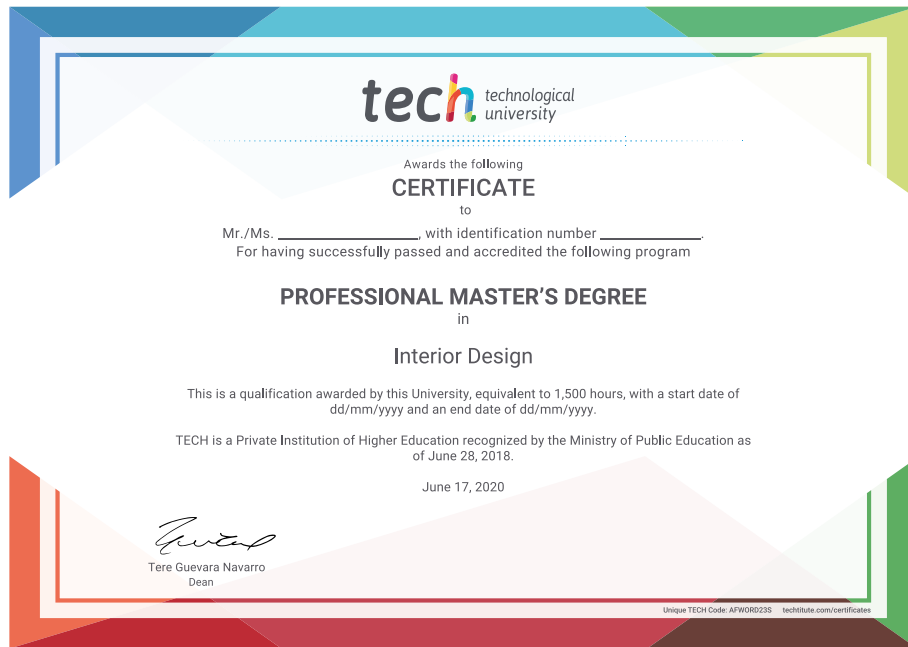 tech technological
university
Awards the following
CERTIFICATE
to
Mr./Ms. ____________________, with identification number ______________.
For having successfully passed and accredited the following program
PROFESSIONAL MASTER'S DEGREE
in
Interior Design
This is a qualification awarded by this University, equivalent to 1,500 hours, with a start date of
dd/mm/yyyy and an end date of dd/mm/yyyy.
TECH is a Private Institution of Higher Education recognized by the Ministry of Public Education as
of June 28, 2018.
June 17, 2020
Tere Guevara Navarro
Dean
Unique TECH Code: AFWORD23S techtitute.com/certificates